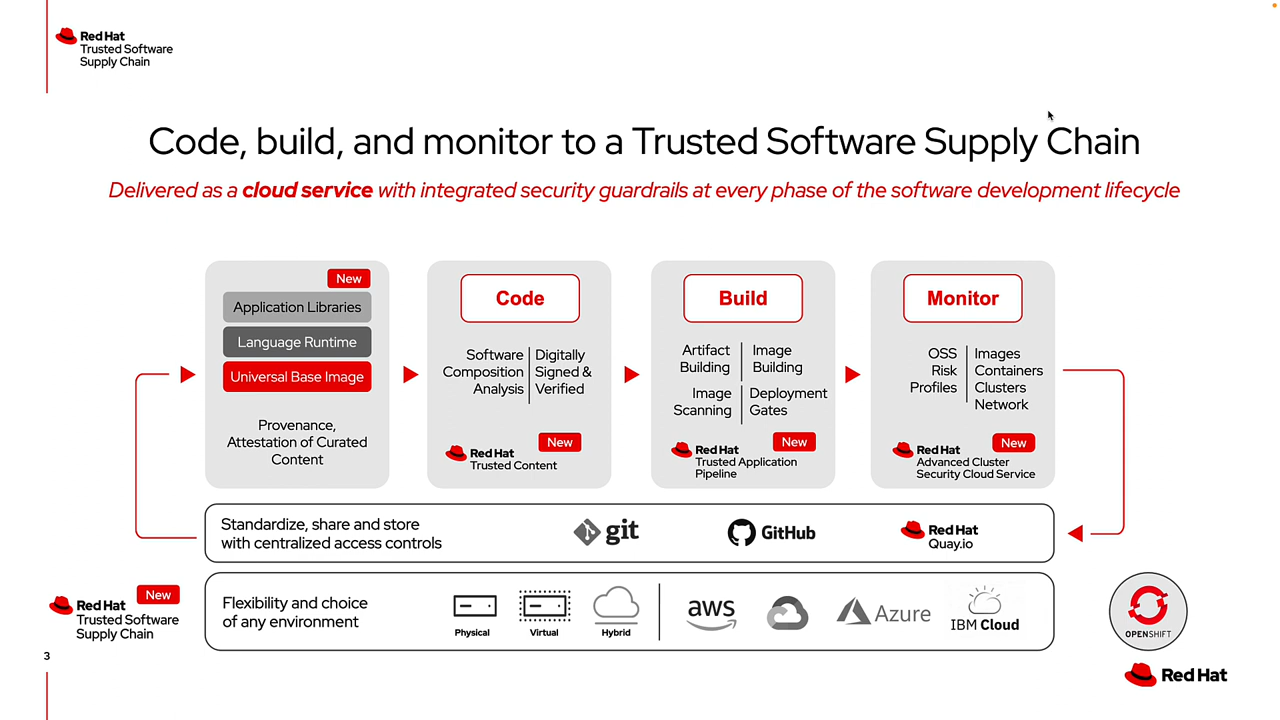 Red Hat
Trusted Software
Supply Chain
Code, build, and monitor to a Trusted Software Supply Chain
Delivered as a cloud service with integrated security guardrails at every phase of the software development lifecycle
New
Application Libraries
Language Runtime
Universal Base Image
Provenance,
Attestation of Curated
Content
Code
Software
Composition
Analysis
Digitally
Signed &
Verified
New
Red Hat
Trusted Content
Build
Artifact
Building
Image
Building
Image
Scanning
Deployment
Gates
New
Red Hat
Trusted Application
Pipeline
Monitor
OSS
Risk
Profiles
Images
Containers
Clusters
Network
New
Red Hat
Advanced Cluster
Security Cloud Service
Standardize, share and store
with centralized access controls
git
GitHub
Red Hat
Quay.io
New
Red Hat
Trusted Software
Supply Chain
Flexibility and choice
of any environment
Physical
Virtual
Hybrid
aws
Azure
IBM Cloud
OPENSHIFT
3
Red Hat